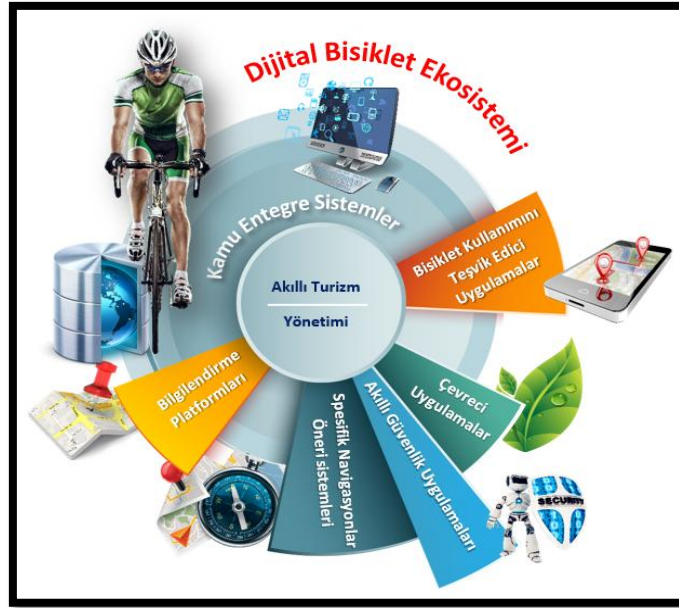 Dijital Bisiklet Ekosistemi
Kamu Entegre Sistemler
Akıllı Turizm
Yönetimi
Bisiklet Kullanımını
Teşvik Edici
Uygulamalar
Çevreci
Uygulamalar
Akıllı Güvenlik Uygulamaları
SECURITY
Spesifik Navigasyonlar
Öneri sistemleri
Bilgilendirme
Platformları